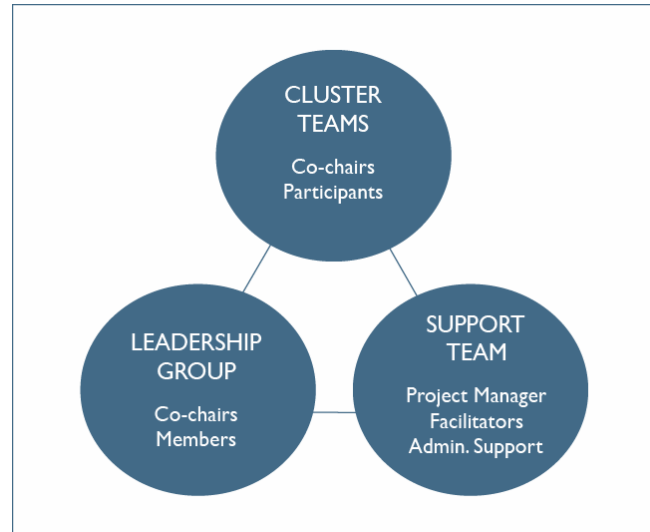 CLUSTER
TEAMS
Co-chairs
Participants
LEADERSHIP
GROUP
Co-chairs
Members
SUPPORT
TEAM
Project Manager
Facilitators
Admin. Support